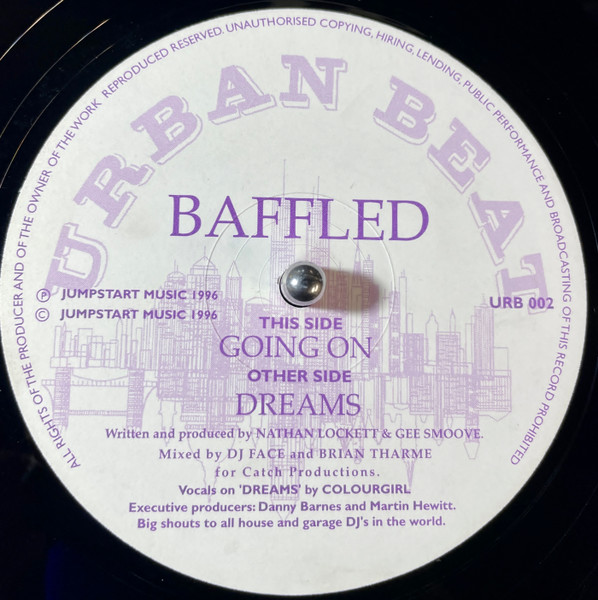 ALL RIGHTS OF THE PRODUCER AND OF THE OWNER OF THE WORK REPRODUCED RESERVED. UNAUTHORISED COPYING, HIRING, LENDING, PUBLIC PERFORMANCE AND BROADCASTING OF THIS RECORD PROHIBITED
URBAN BEAT
BAFFLED
Ⓟ JUMPSTART MUSIC 1996
© JUMPSTART MUSIC 1996
URB 002
THIS SIDE
GOING ON
OTHER SIDE
DREAMS
Written and produced by NATHAN LOCKETT & GEE SMOOVE.
Mixed by DJ FACE and BRIAN THARME
for Catch Productions.
Vocals on 'DREAMS' by COLOURGIRL
Executive producers: Danny Barnes and Martin Hewitt.
Big shouts to all house and garage DJ's in the world.